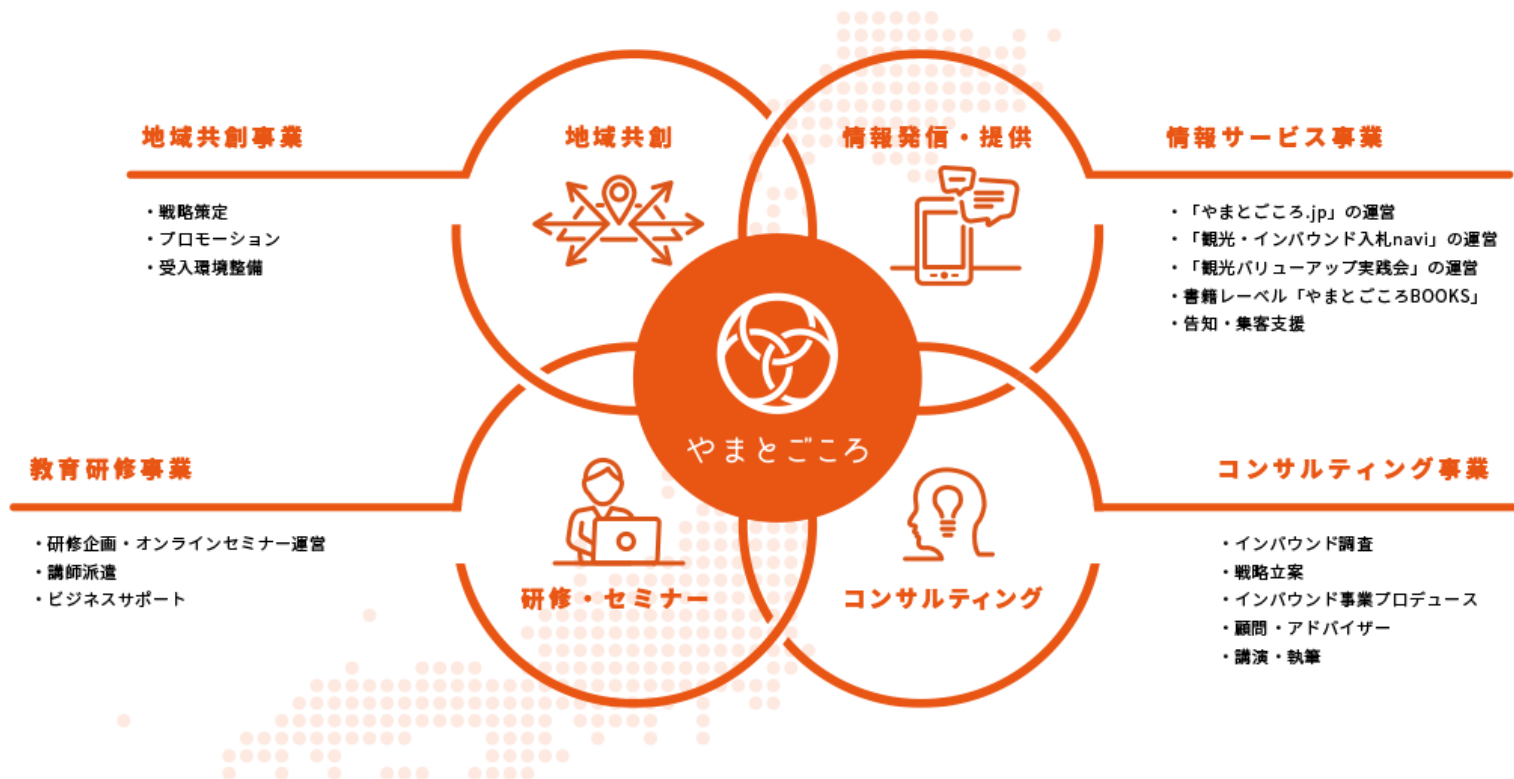 地域共創事業
・戦略策定
・プロモーション
・受入環境整備
地域共創
情報発信・提供
情報サービス事業
・「やまとごころ.jp」の運営
・「観光・インバウンド入札navi」の運営
・「観光バリューアップ実践会」の運営
・書籍レーベル「やまとごころBOOKS」
・告知・集客支援
やまとごころ
教育研修事業
・研修企画・オンラインセミナー運営
・講師派遣
・ビジネスサポート
研修・セミナー
コンサルティング
コンサルティング事業
・インバウンド調査
・戦略立案
・インバウンド事業プロデュース
・顧問・アドバイザー
・講演・執筆